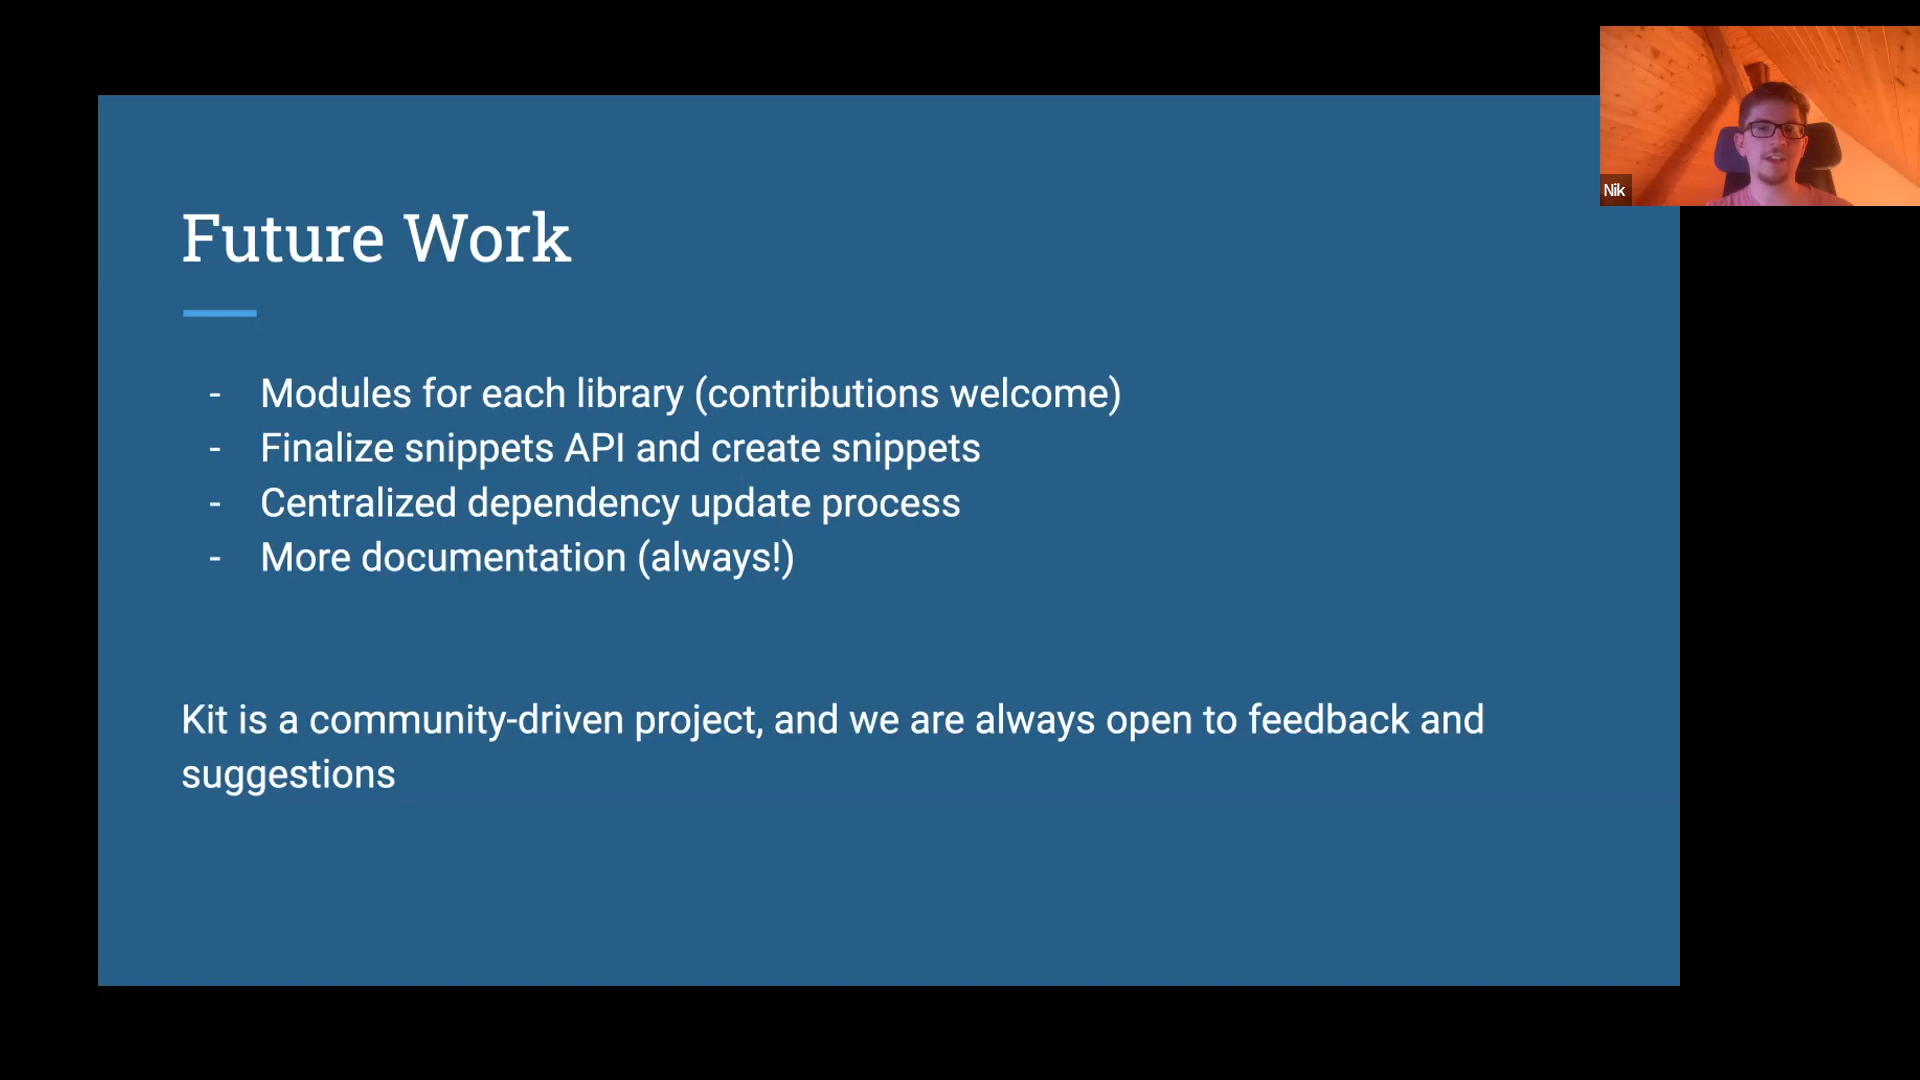 Nik
Future Work
- Modules for each library (contributions welcome)
- Finalize snippets API and create snippets
- Centralized dependency update process
- More documentation (always!)
Kit is a community-driven project, and we are always open to feedback and
suggestions